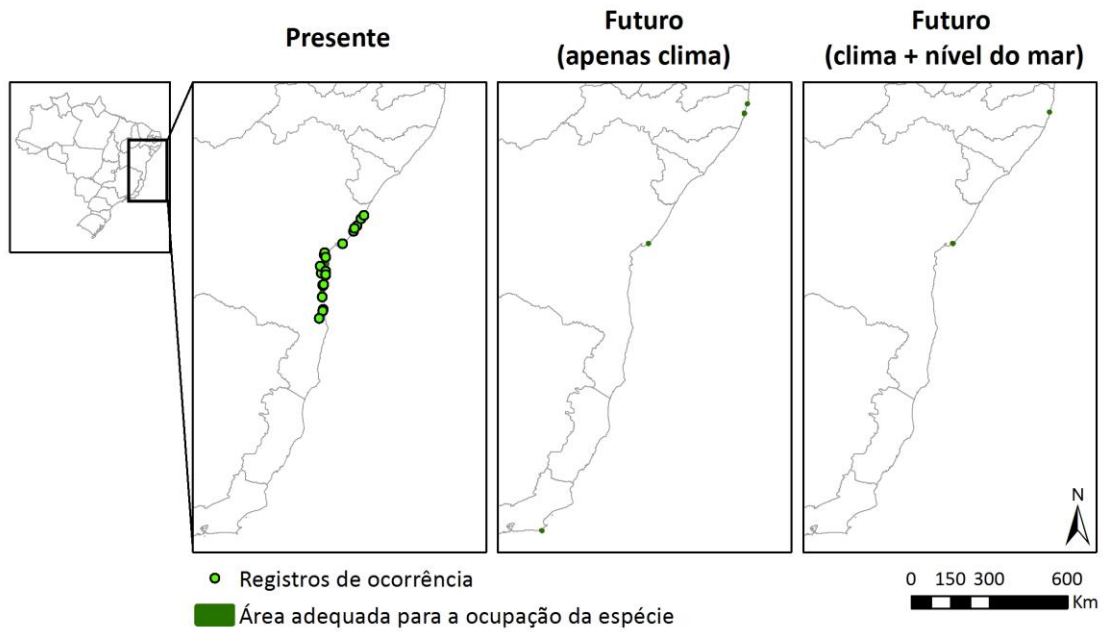 Presente
Futuro
(apenas clima)
Futuro
(clima + nível do mar)
N
Registros de ocorrência
Área adequada para a ocupação da espécie
0 150 300 600
Km